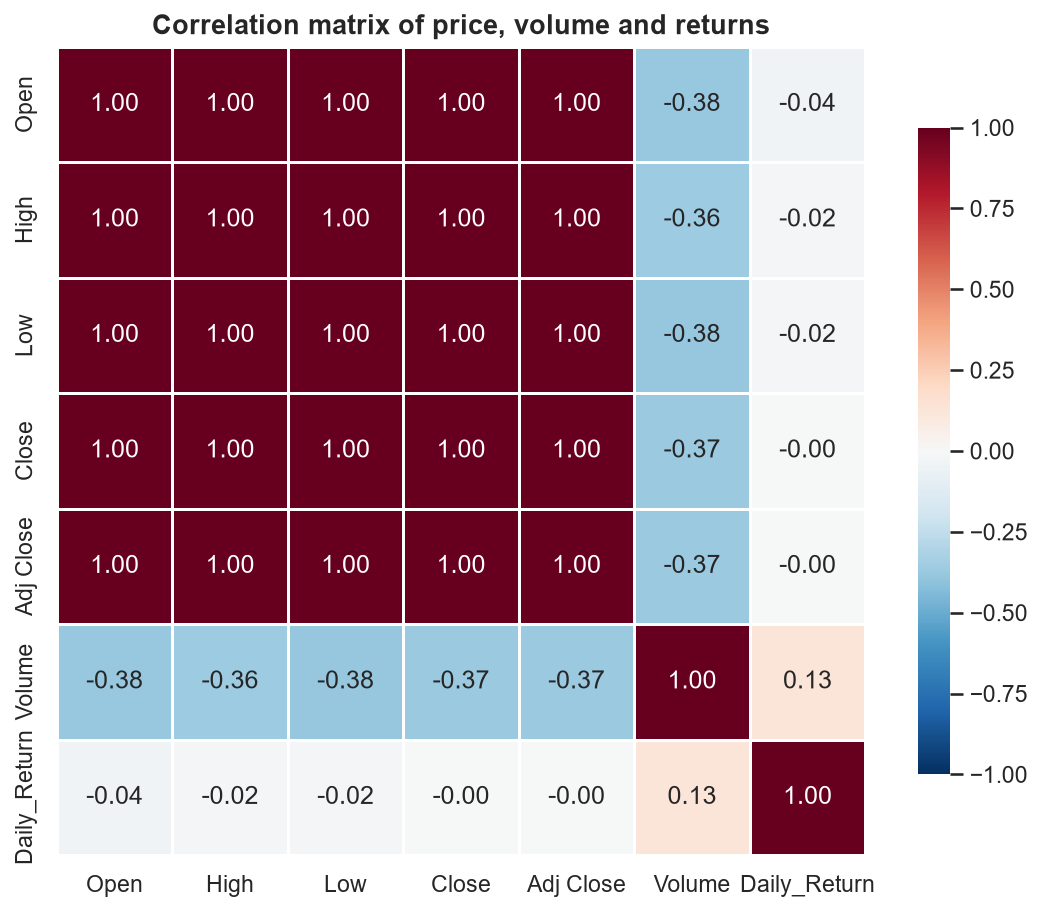 Correlation matrix of price, volume and returns
Open 1.00 1.00 1.00 1.00 1.00 -0.38 -0.04
High 1.00 1.00 1.00 1.00 1.00 -0.36 -0.02
Low 1.00 1.00 1.00 1.00 1.00 -0.38 -0.02
Close 1.00 1.00 1.00 1.00 1.00 -0.37 -0.00
Adj Close 1.00 1.00 1.00 1.00 1.00 -0.37 -0.00
Volume -0.38 -0.36 -0.38 -0.37 -0.37 1.00 0.13
Daily_Return -0.04 -0.02 -0.02 -0.00 -0.00 0.13 1.00
Open High Low Close Adj Close Volume Daily_Return
1.00
0.75
0.50
0.25
0.00
−0.25
−0.50
−0.75
−1.00